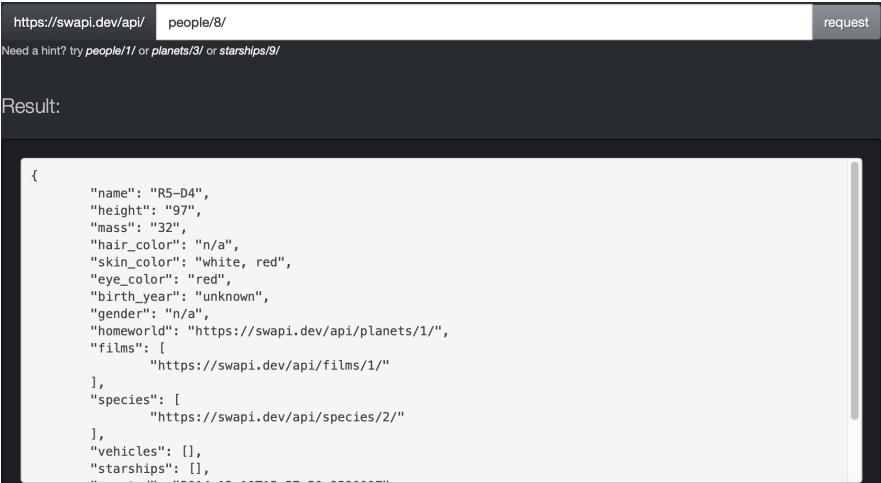 https://swapi.dev/api/ people/8/ request
Need a hint? try people/1/ or planets/3/ or starships/9/
Result:
{
"name": "R5-D4",
"height": "97",
"mass": "32",
"hair_color": "n/a",
"skin_color": "white, red",
"eye_color": "red",
"birth_year": "unknown",
"gender": "n/a",
"homeworld": "https://swapi.dev/api/planets/1/",
"films": [
"https://swapi.dev/api/films/1/"
],
"species": [
"https://swapi.dev/api/species/2/"
],
"vehicles": [],
"starships": [],